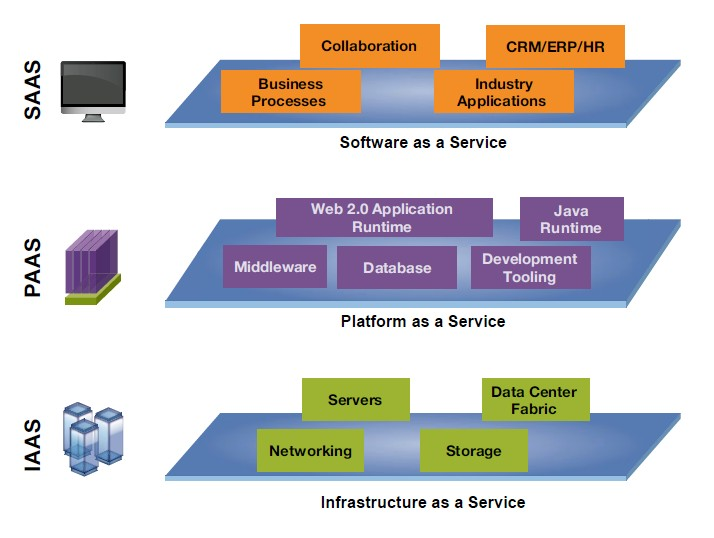 SAAS
Collaboration
CRM/ERP/HR
Business
Processes
Industry
Applications
Software as a Service
PAAS
Web 2.0 Application
Runtime
Java
Runtime
Middleware
Database
Development
Tooling
Platform as a Service
IAAS
Servers
Data Center
Fabric
Networking
Storage
Infrastructure as a Service